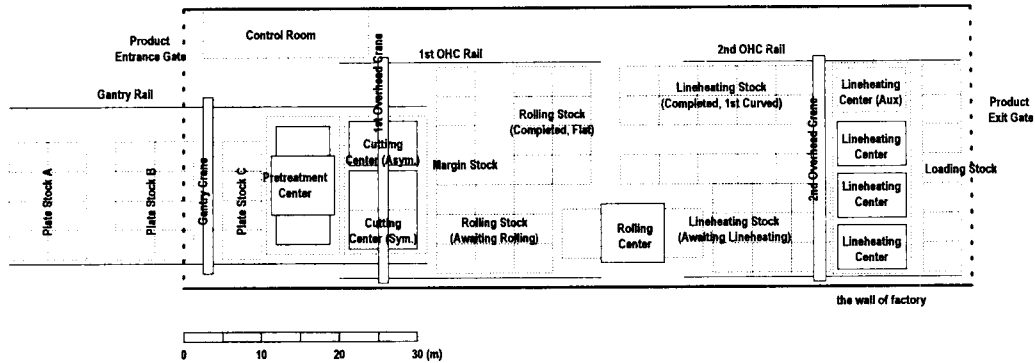 Control Room
Product
Entrance Gate
1st OHC Rail
2nd OHC Rail
Gantry Rail
1st Overhead Crane
Rolling Stock
(Completed, Flat)
Lineheating Stock
(Completed, 1st Curved)
Lineheating
Center (Aux)
Product
Exit Gate
Plate Stock A
Plate Stock B
Gantry Crane
Plate Stock C
Pretreatment
Center
Cutting
Center (Asym.)
Margin Stock
2nd Overhead Crene
Lineheating
Center
Loading Stock
Lineheating
Center
Cutting
Center (Sym.)
Rolling Stock
(Awaiting Rolling)
Rolling
Center
Lineheating Stock
(Awaiting Lineheating)
Lineheating
Center
the wall of factory
0 10 20 30 (m)